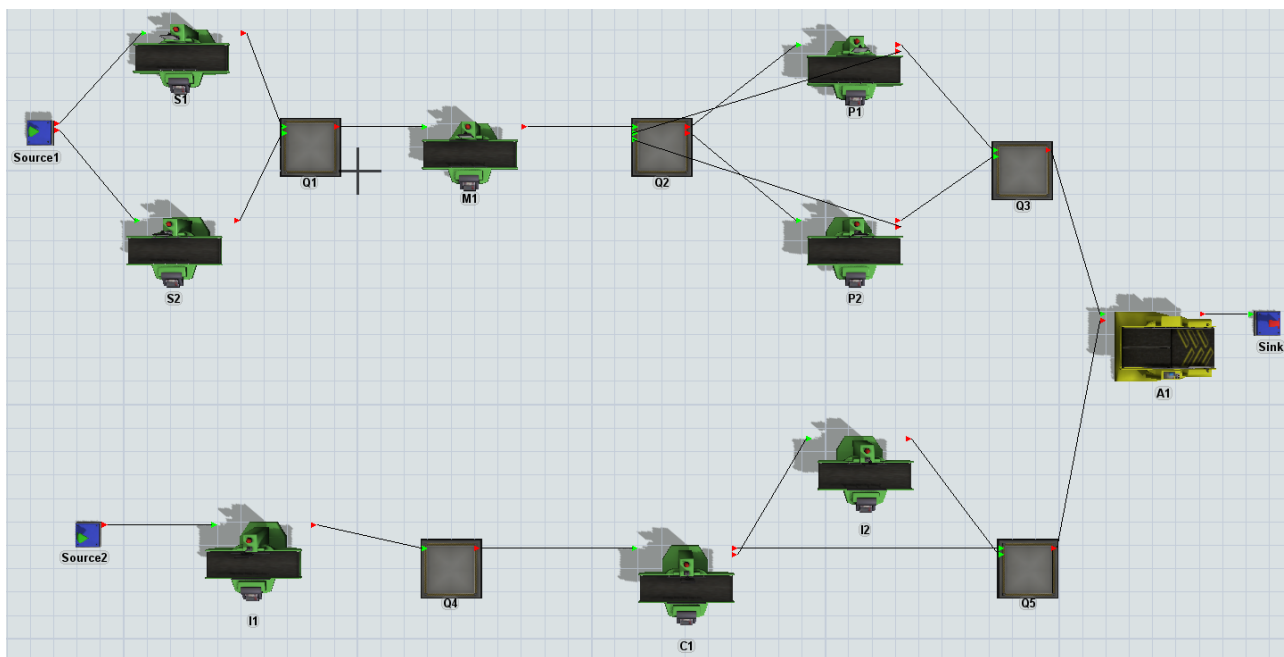 S1
Source1
Q1
M1
S2
Q2
P1
P2
Q3
A1
Sink
Source2
I1
Q4
C1
I2
Q5